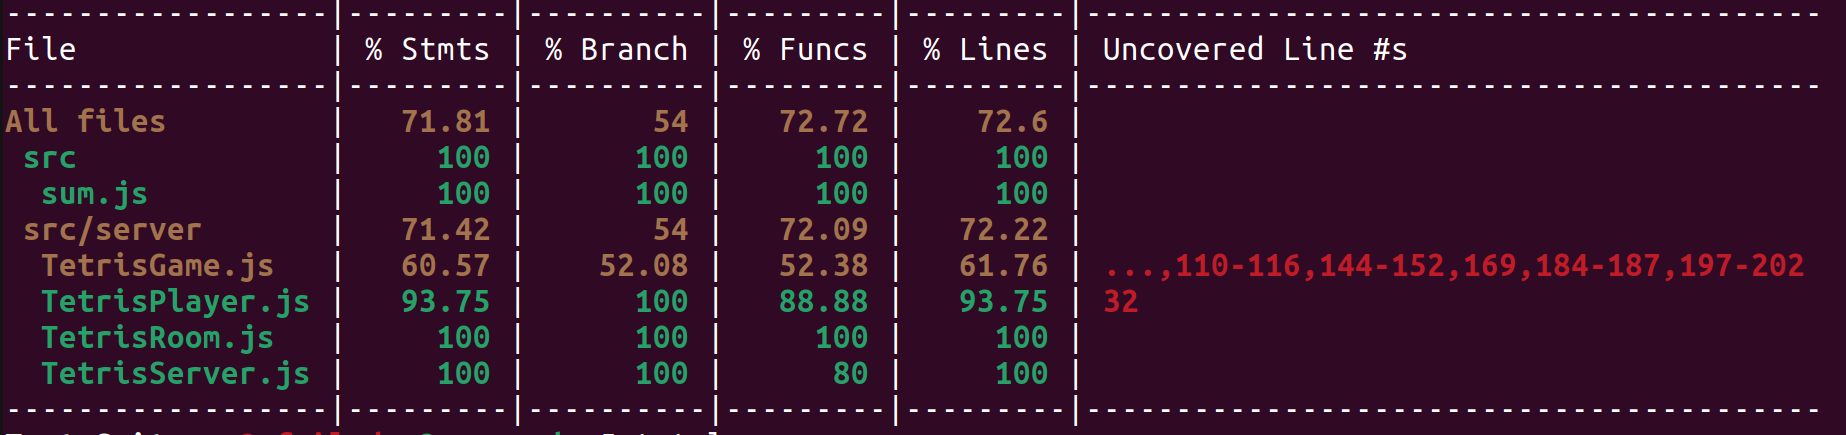 ------------------|---------|----------|---------|---------|-----------------------------------------
File              | % Stmts | % Branch | % Funcs | % Lines | Uncovered Line #s
------------------|---------|----------|---------|---------|-----------------------------------------
All files         |   71.81 |       54 |   72.72 |    72.6 |
 src              |     100 |      100 |     100 |     100 |
  sum.js          |     100 |      100 |     100 |     100 |
 src/server       |   71.42 |       54 |   72.09 |   72.22 |
  TetrisGame.js   |   60.57 |    52.08 |   52.38 |   61.76 | ...,110-116,144-152,169,184-187,197-202
  TetrisPlayer.js |   93.75 |      100 |   88.88 |   93.75 | 32
  TetrisRoom.js   |     100 |      100 |     100 |     100 |
  TetrisServer.js |     100 |      100 |      80 |     100 |
------------------|---------|----------|---------|---------|-----------------------------------------